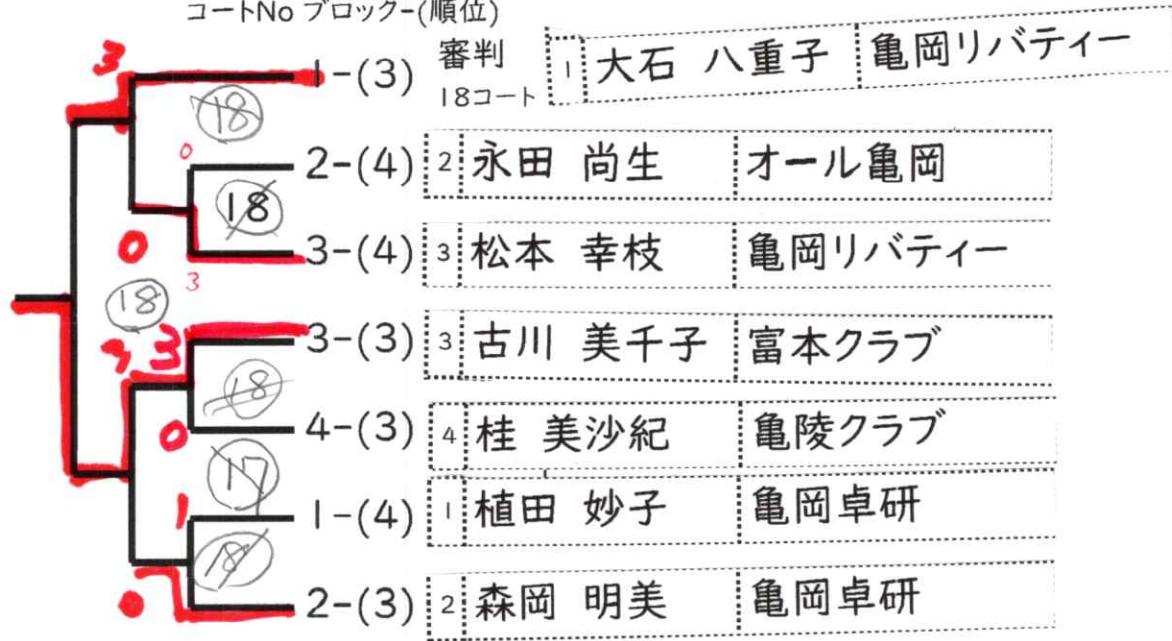 コートNo ブロック-(順位)
審判
18コート
3
1-(3) 1 大石 八重子 亀岡リバティー
18
0
2-(4) 2 永田 尚生 オール亀岡
18
3-(4) 3 松本 幸枝 亀岡リバティー
0
3
18
3
3-(3) 3 古川 美千子 富本クラブ
18
4-(3) 4 桂 美沙紀 亀陵クラブ
0
17
1-(4) 1 植田 妙子 亀岡卓研
1
18
2-(3) 2 森岡 明美 亀岡卓研